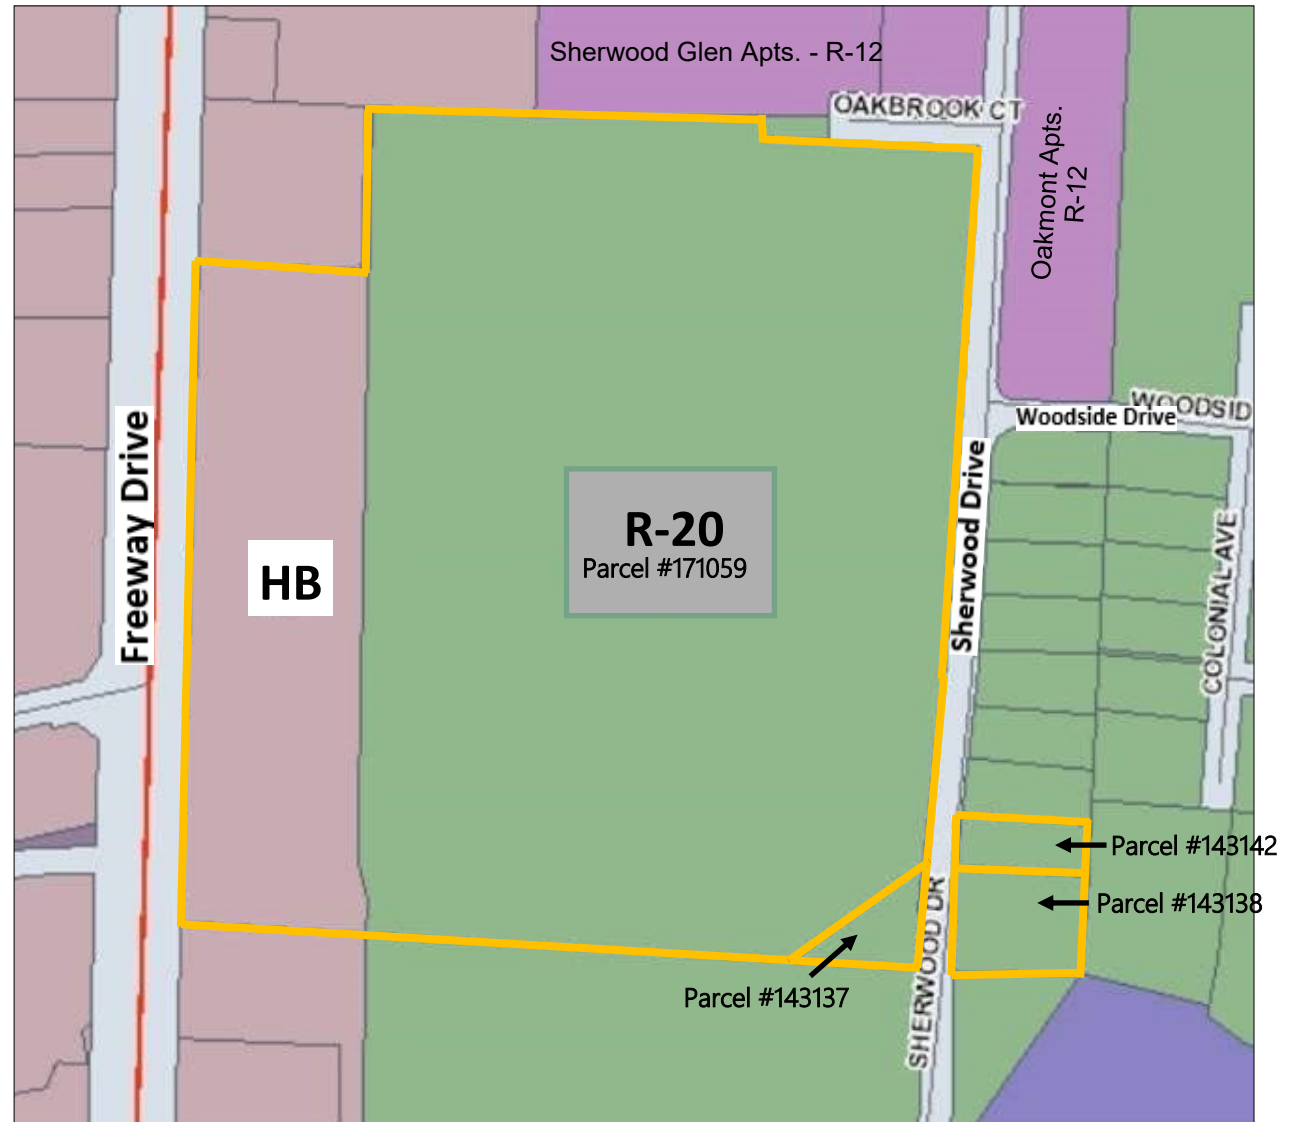 Sherwood Glen Apts. - R-12
OAKBROOK CT
Oakmont Apts.
R-12
WOODSID
Woodside Drive
Freeway Drive
Sherwood Drive
R-20
Parcel #171059
HB
COLONIAL AVE
Parcel #143142
Parcel #143138
SHERWOOD DR
Parcel #143137